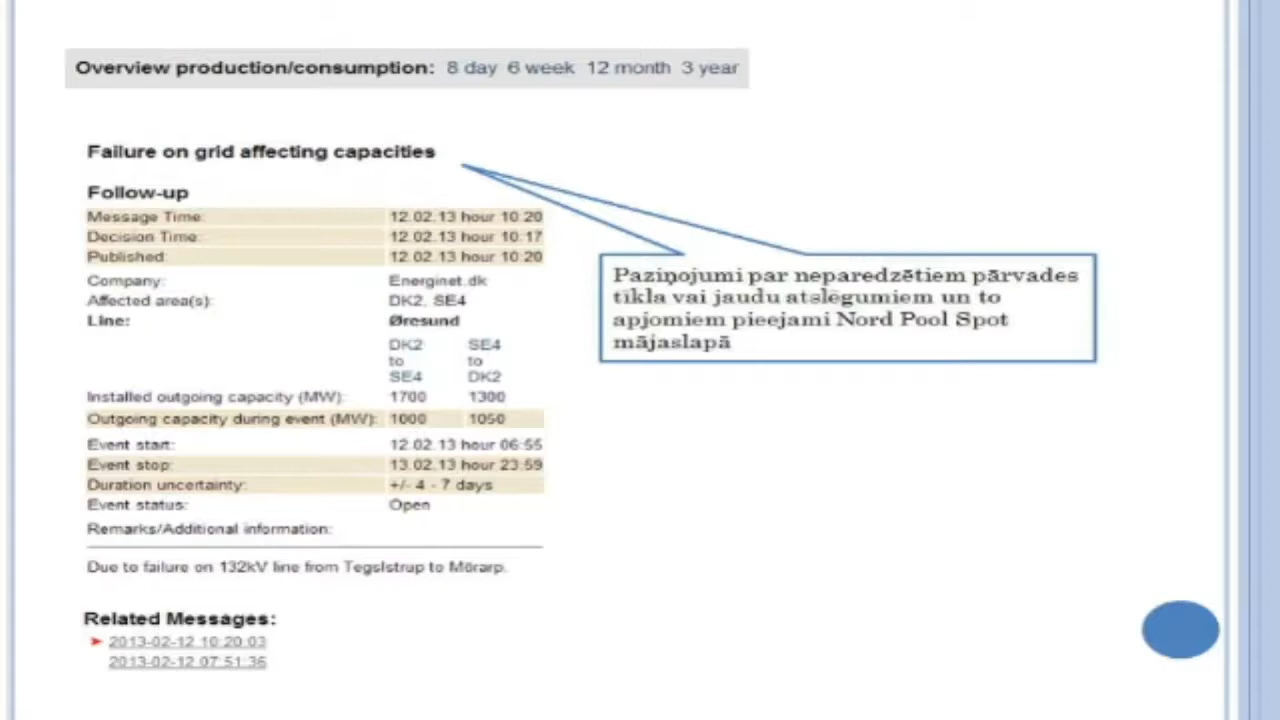 Overview production/consumption: 8 day 6 week 12 month 3 year
Failure on grid affecting capacities
Follow-up
Message Time: 12.02.13 hour 10:20
Decision Time: 12.02.13 hour 10:17
Published: 12.02.13 hour 10:20
Company: Energinet.dk
Affected area(s): DK2, SE4
Line: Øresund
DK2 SE4
to to
SE4 DK2
Installed outgoing capacity (MW): 1700 1300
Outgoing capacity during event (MW): 1000 1050
Event start: 12.02.13 hour 06:55
Event stop: 13.02.13 hour 23:59
Duration uncertainty: +/- 4 - 7 days
Event status: Open
Remarks/Additional information:
Due to failure on 132kV line from Tegslstrup to Mörarp.
Related Messages:
2013-02-12 10:20:03
2013-02-12 07:51:36
Paziņojumi par neparedzētiem pārvades
tīkla vai jaudu atslēgumiem un to
apjomiem pieejami Nord Pool Spot
mājaslapā